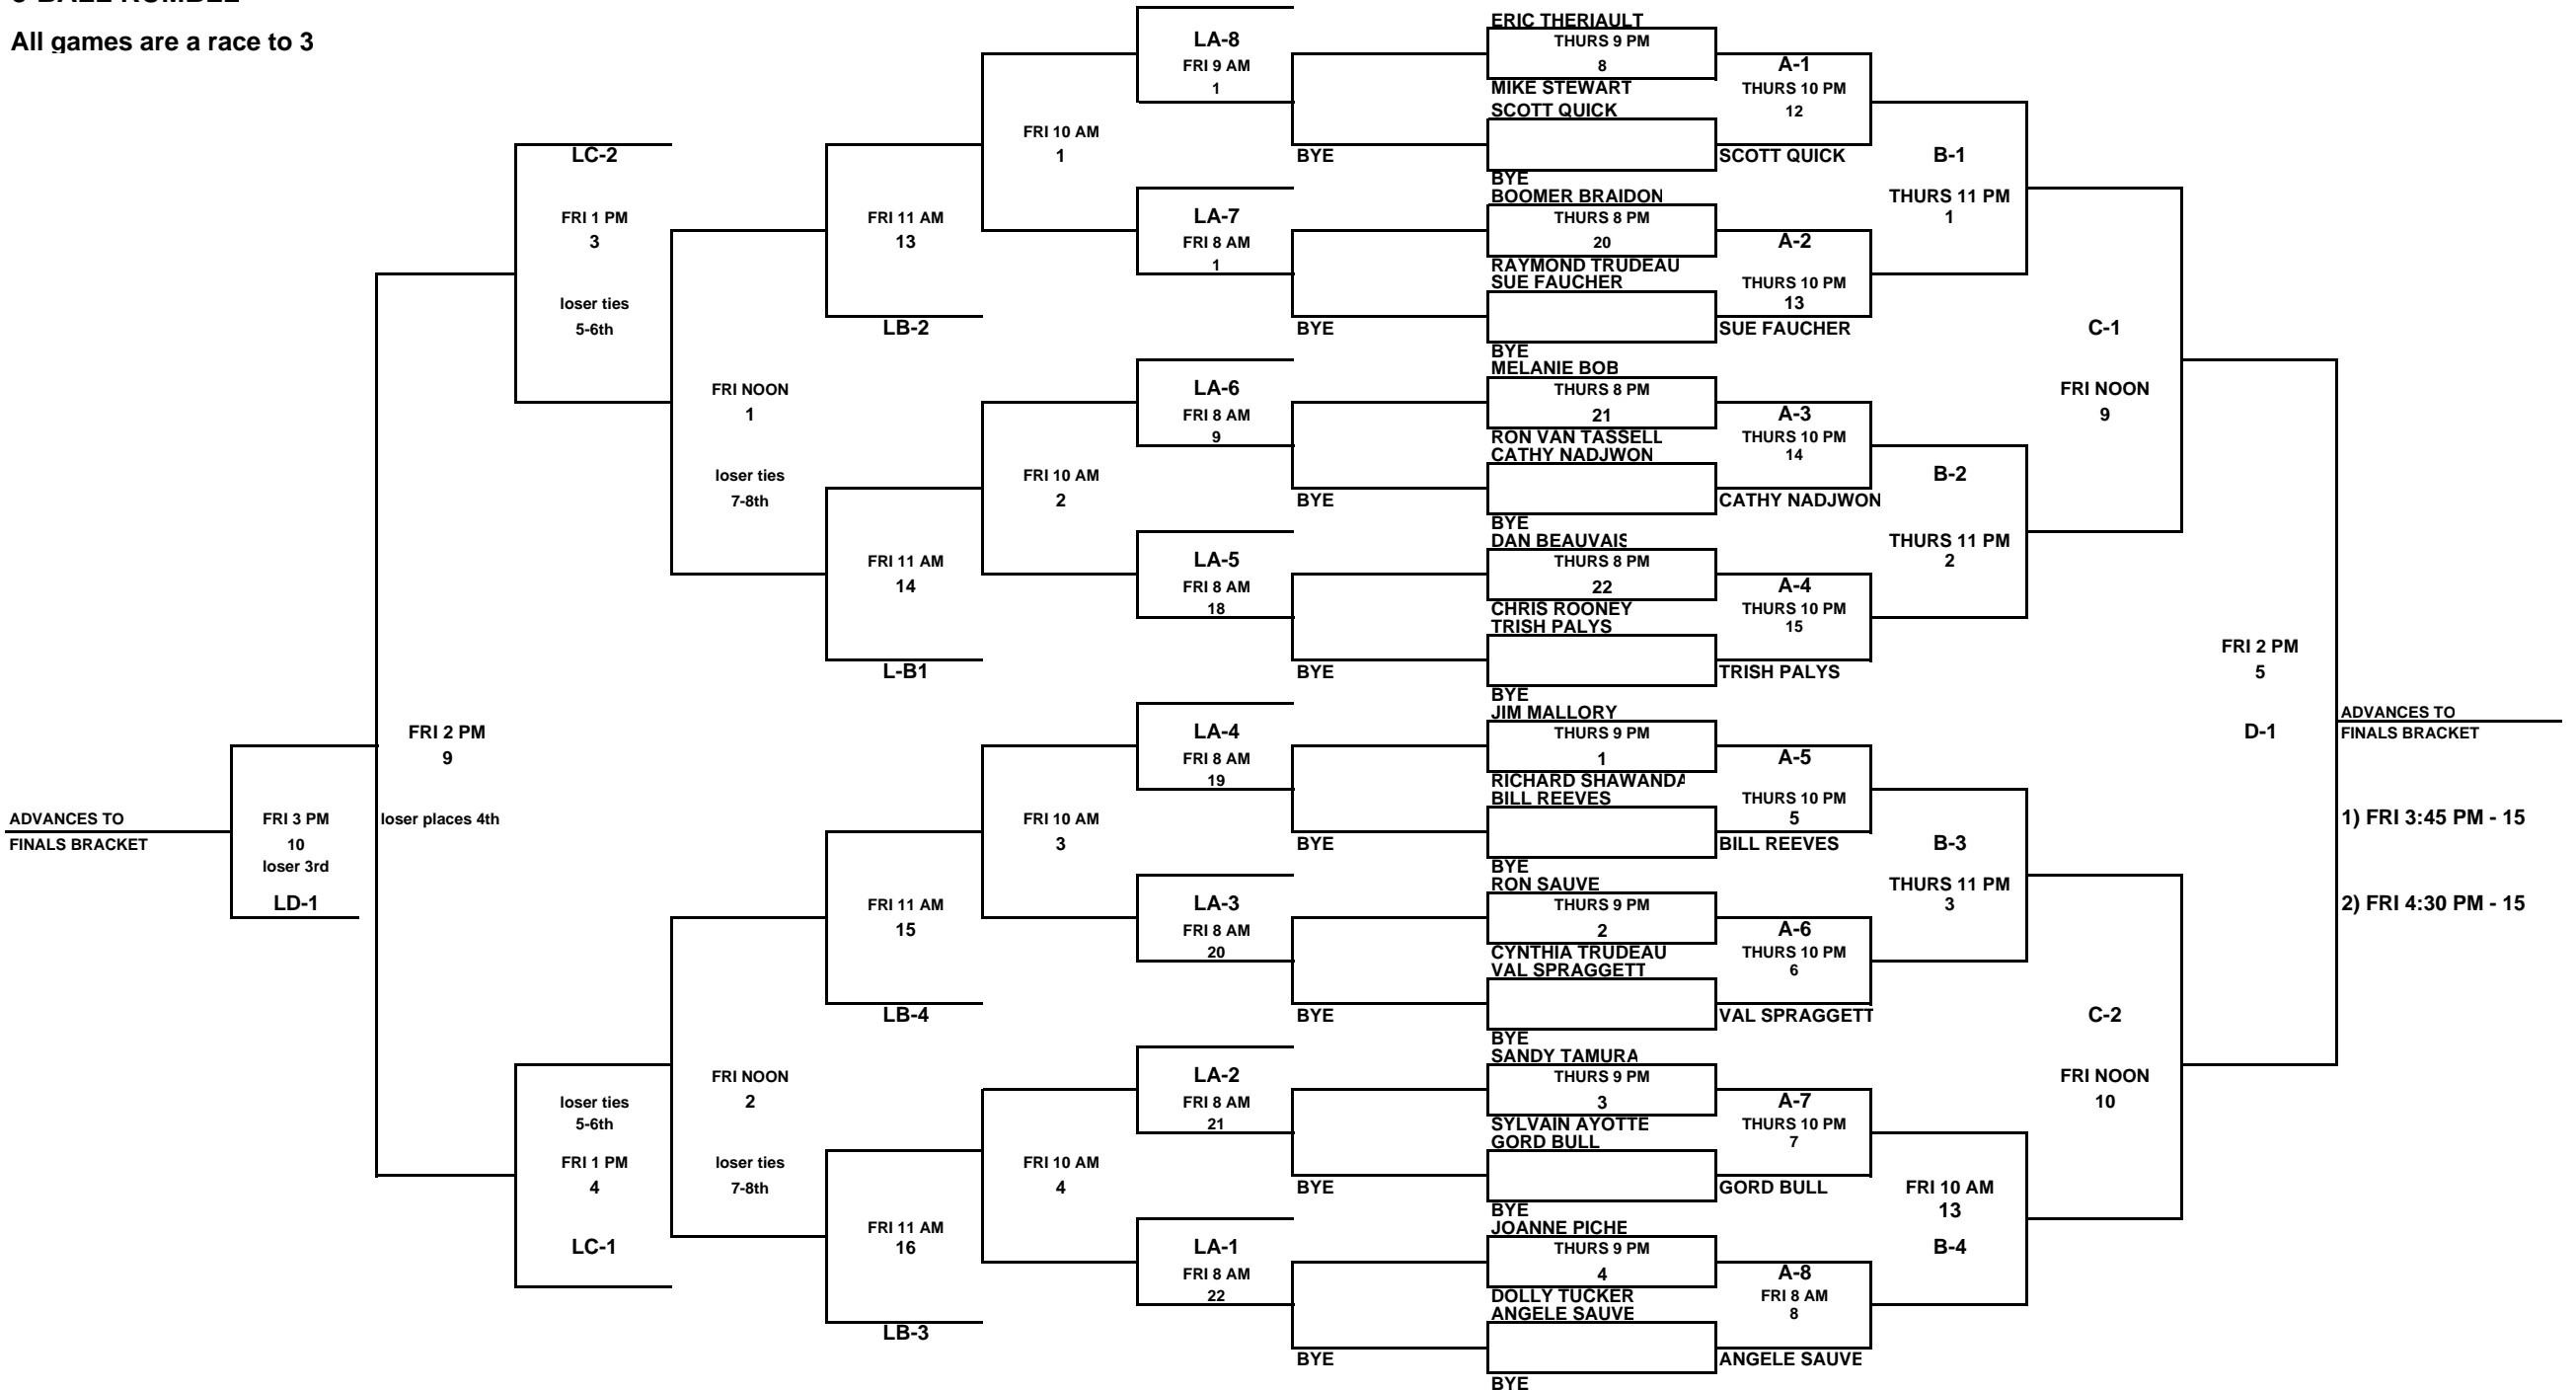 All games are a race to 3
LC-2
FRI 1 PM
3
loser ties
5-6th
FRI NOON
1
loser ties
7-8th
FRI 11 AM
13
LB-2
FRI 11 AM
14
L-B1
FRI 10 AM
1
FRI 10 AM
2
LA-8
FRI 9 AM
1
LA-7
FRI 8 AM
1
LA-6
FRI 8 AM
9
LA-5
FRI 8 AM
18
FRI 2 PM
9
loser places 4th
ADVANCES TO
FINALS BRACKET
FRI 3 PM
10
loser 3rd
LD-1
LA-4
FRI 8 AM
19
LA-3
FRI 8 AM
20
LA-2
FRI 8 AM
21
LA-1
FRI 8 AM
22
FRI 10 AM
3
FRI 10 AM
4
FRI 11 AM
15
LB-4
FRI 11 AM
16
LB-3
FRI NOON
2
loser ties
7-8th
loser ties
5-6th
FRI 1 PM
4
LC-1
BYE
BYE
BYE
BYE
BYE
BYE
BYE
BYE
ERIC THERIAULT
THURS 9 PM
8
MIKE STEWART
SCOTT QUICK
BYE
BOOMER BRAIDON
THURS 8 PM
20
RAYMOND TRUDEAU
SUE FAUCHER
BYE
MELANIE BOB
THURS 8 PM
21
RON VAN TASSELL
CATHY NADJWON
BYE
DAN BEAUVAIS
THURS 8 PM
22
CHRIS ROONEY
TRISH PALYS
BYE
JIM MALLORY
THURS 9 PM
1
RICHARD SHAWANDA
BILL REEVES
BYE
RON SAUVE
THURS 9 PM
2
CYNTHIA TRUDEAU
VAL SPRAGGETT
BYE
SANDY TAMURA
THURS 9 PM
3
SYLVAIN AYOTTE
GORD BULL
BYE
JOANNE PICHE
THURS 9 PM
4
DOLLY TUCKER
ANGELE SAUVE
BYE
A-1
THURS 10 PM
12
SCOTT QUICK
A-2
THURS 10 PM
13
SUE FAUCHER
A-3
THURS 10 PM
14
CATHY NADJWON
A-4
THURS 10 PM
15
TRISH PALYS
A-5
THURS 10 PM
5
BILL REEVES
A-6
THURS 10 PM
6
VAL SPRAGGETT
A-7
THURS 10 PM
7
GORD BULL
A-8
FRI 8 AM
8
ANGELE SAUVE
B-1
THURS 11 PM
1
B-2
THURS 11 PM
2
B-3
THURS 11 PM
3
FRI 10 AM
13
B-4
C-1
FRI NOON
9
C-2
FRI NOON
10
FRI 2 PM
5
D-1
ADVANCES TO
FINALS BRACKET
1) FRI 3:45 PM - 15
2) FRI 4:30 PM - 15